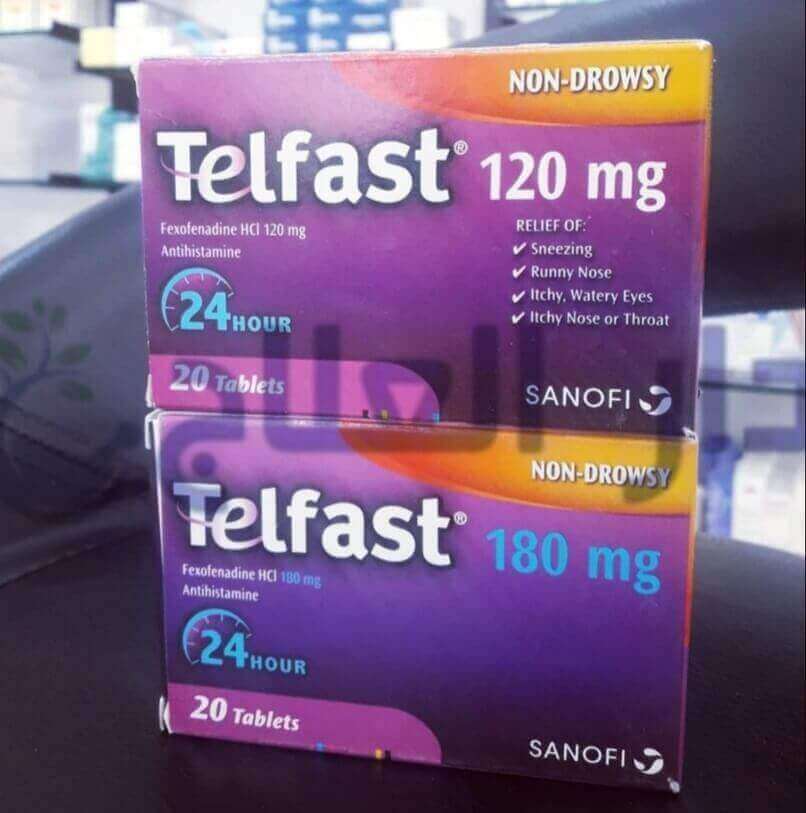 NON-DROWSY
Telfast® 120 mg
Fexofenadine HCl 120 mg
Antihistamine
RELIEF OF:
✓ Sneezing
✓ Runny Nose
✓ Itchy, Watery Eyes
✓ Itchy Nose or Throat
24 HOUR
20 Tablets
SANOFI
دار العلاج
NON-DROWSY
Telfast® 180 mg
Fexofenadine HCl 180 mg
Antihistamine
24 HOUR
20 Tablets
SANOFI